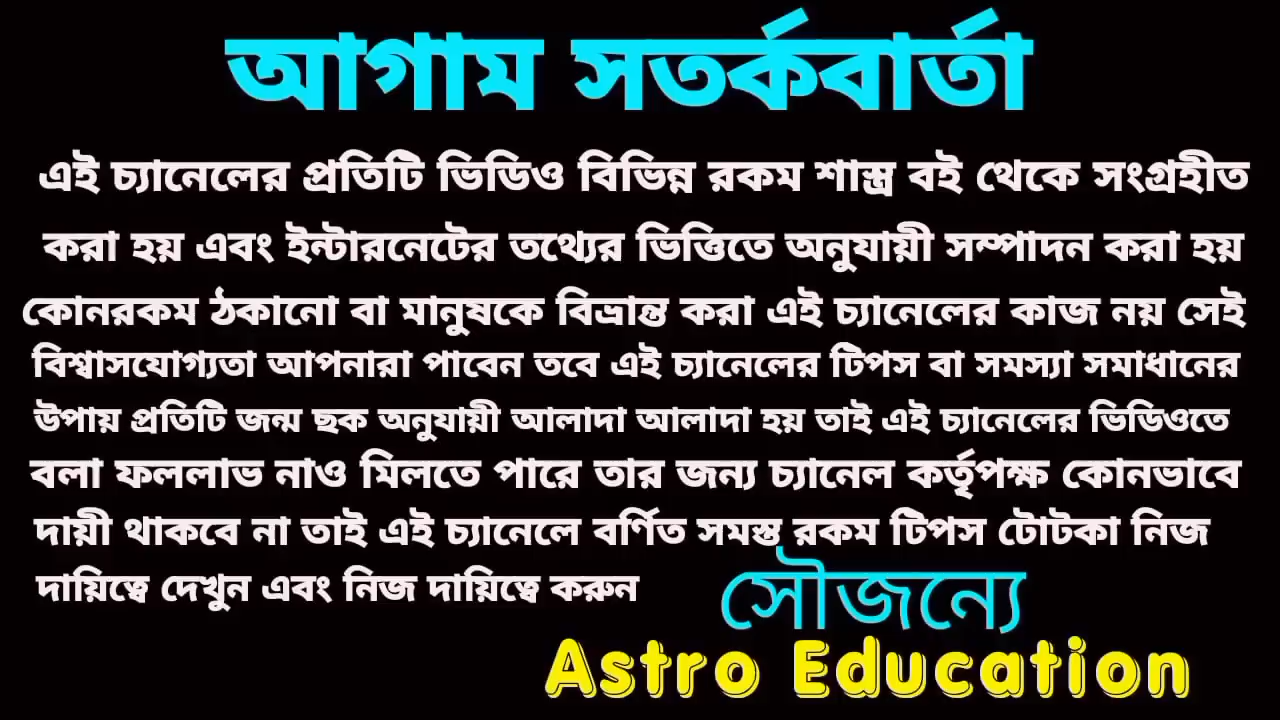 আগাম সতর্কবার্তা
এই চ্যানেলের প্রতিটি ভিডিও বিভিন্ন রকম শাস্ত্র বই থেকে সংগ্রহীত
করা হয় এবং ইন্টারনেটের তথ্যের ভিত্তিতে অনুযায়ী সম্পাদন করা হয়
কোনরকম ঠকানো বা মানুষকে বিভ্রান্ত করা এই চ্যানেলের কাজ নয় সেই
বিশ্বাসযোগ্যতা আপনারা পাবেন তবে এই চ্যানেলের টিপস বা সমস্যা সমাধানের
উপায় প্রতিটি জন্ম ছক অনুযায়ী আলাদা আলাদা হয় তাই এই চ্যানেলের ভিডিওতে
বলা ফললাভ নাও মিলতে পারে তার জন্য চ্যানেল কর্তৃপক্ষ কোনভাবে
দায়ী থাকবে না তাই এই চ্যানেলে বর্ণিত সমস্ত রকম টিপস টোটকা নিজ
দায়িত্বে দেখুন এবং নিজ দায়িত্বে করুন
সৌজন্যে
Astro Education